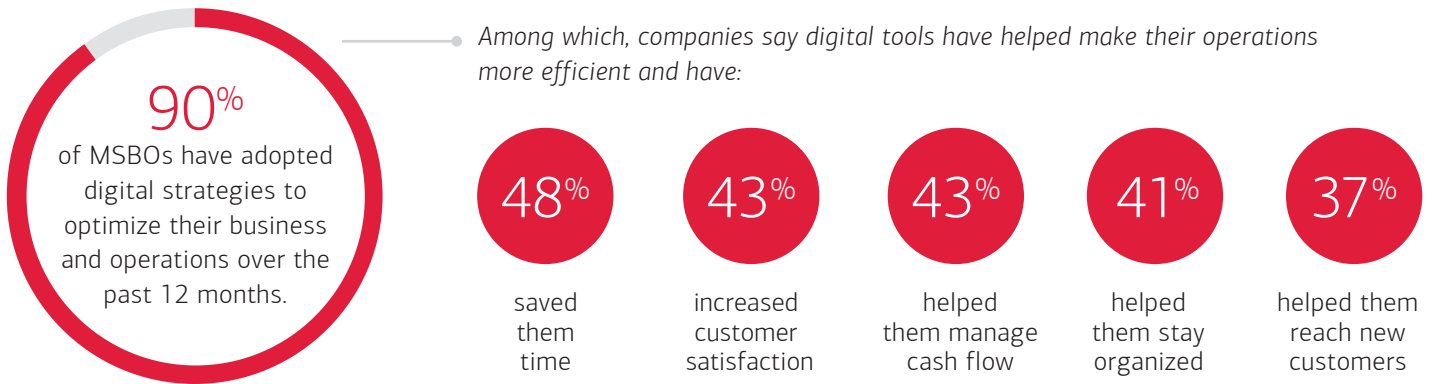 90%
of MSBOs have adopted
digital strategies to
optimize their business
and operations over the
past 12 months.
Among which, companies say digital tools have helped make their operations
more efficient and have:
48%
saved
them
time
43%
increased
customer
satisfaction
43%
helped
them manage
cash flow
41%
helped
them stay
organized
37%
helped them
reach new
customers